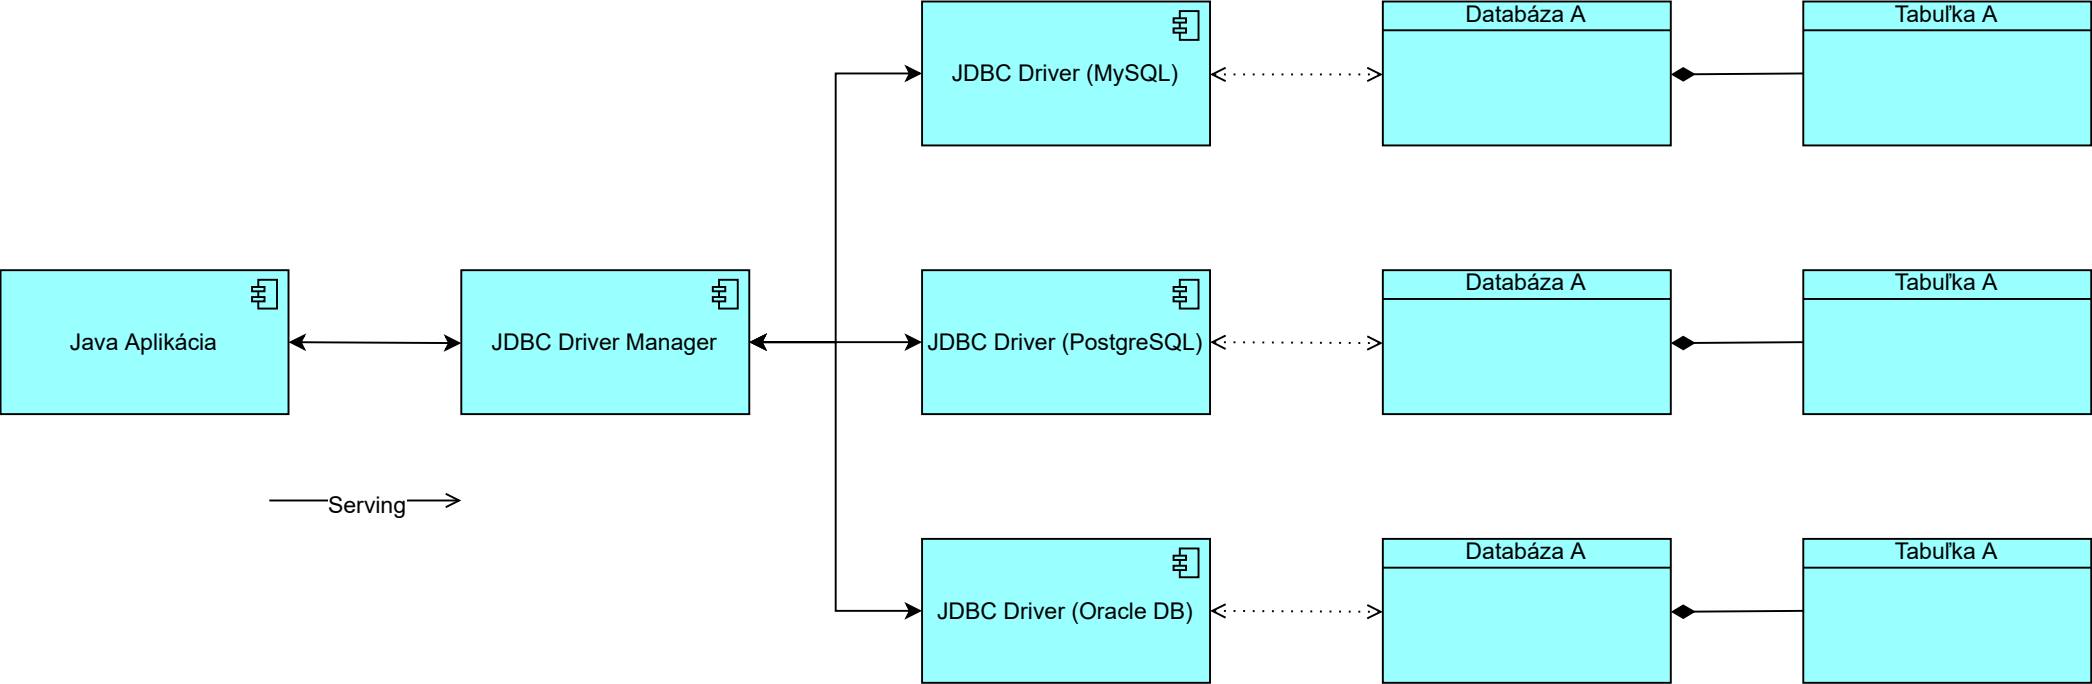 JDBC Driver (MySQL)
Databáza A
Tabuľka A
Java Aplikácia
JDBC Driver Manager
JDBC Driver (PostgreSQL)
Databáza A
Tabuľka A
Serving
JDBC Driver (Oracle DB)
Databáza A
Tabuľka A